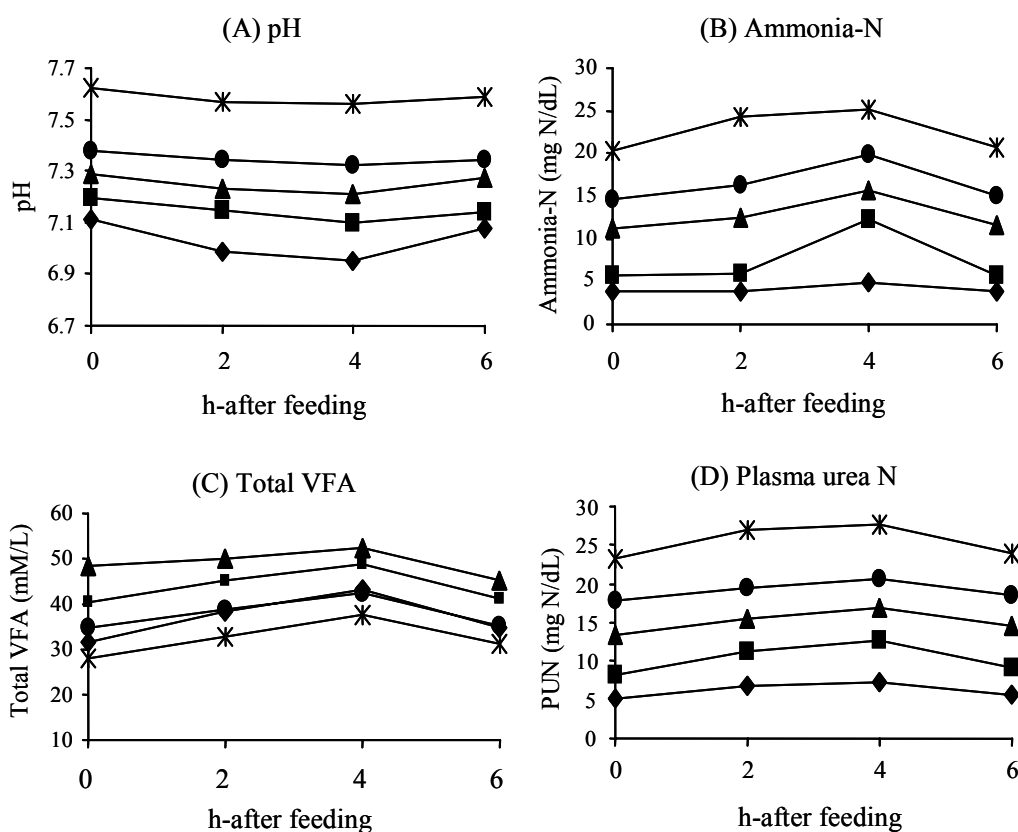 (A) pH
7.7
7.5
7.3
7.1
6.9
6.7
pH
0 2 4 6
h-after feeding
(B) Ammonia-N
30
25
20
15
10
5
0
Ammonia-N (mg N/dL)
0 2 4 6
h-after feeding
(C) Total VFA
60
50
40
30
20
10
Total VFA (mM/L)
0 2 4 6
h-after feeding
(D) Plasma urea N
30
25
20
15
10
5
0
PUN (mg N/dL)
0 2 4 6
h-after feeding